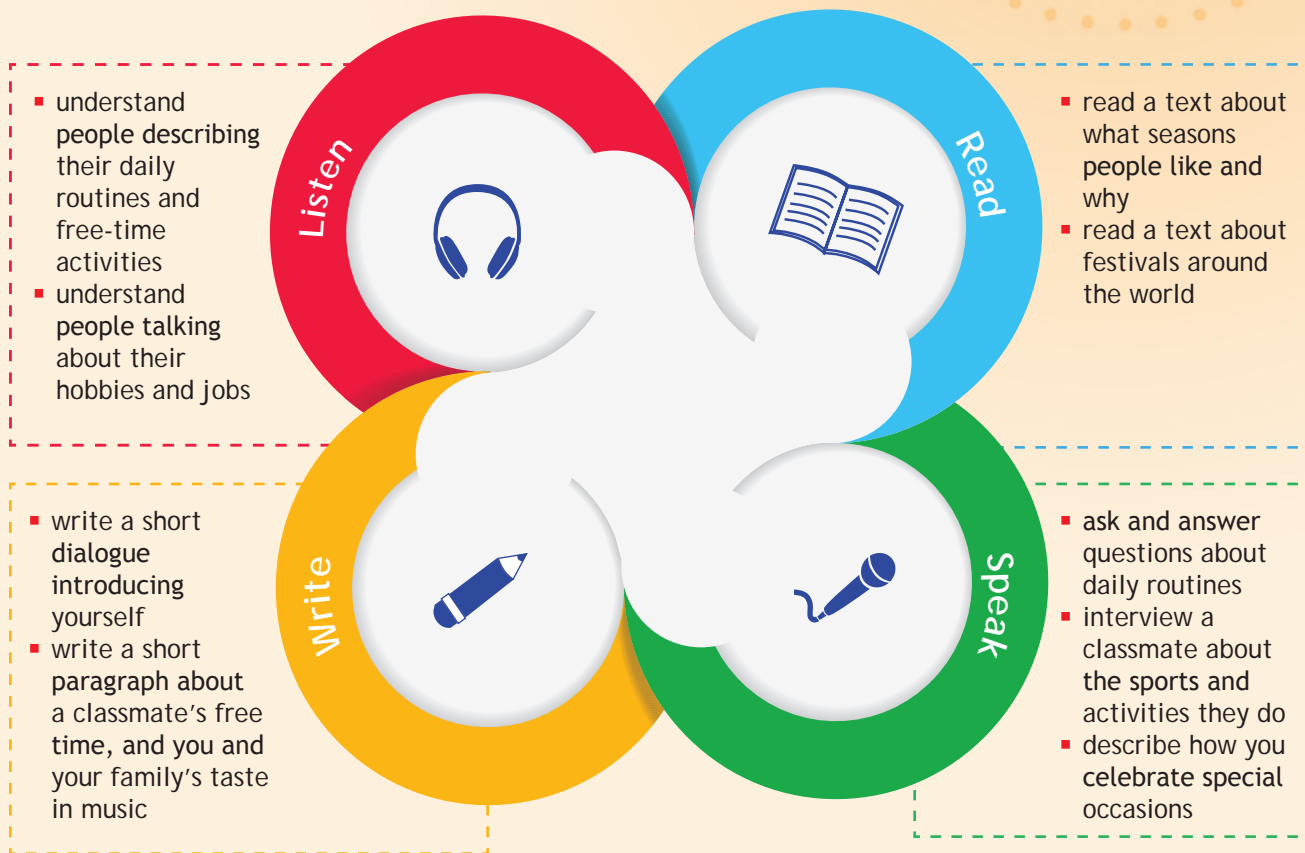 Listen
▪ understand
people describing
their daily
routines and
free-time
activities
▪ understand
people talking
about their
hobbies and jobs
Read
▪ read a text about
what seasons
people like and
why
▪ read a text about
festivals around
the world
Write
▪ write a short
dialogue
introducing
yourself
▪ write a short
paragraph about
a classmate's free
time, and you and
your family's taste
in music
Speak
▪ ask and answer
questions about
daily routines
▪ interview a
classmate about
the sports and
activities they do
▪ describe how you
celebrate special
occasions